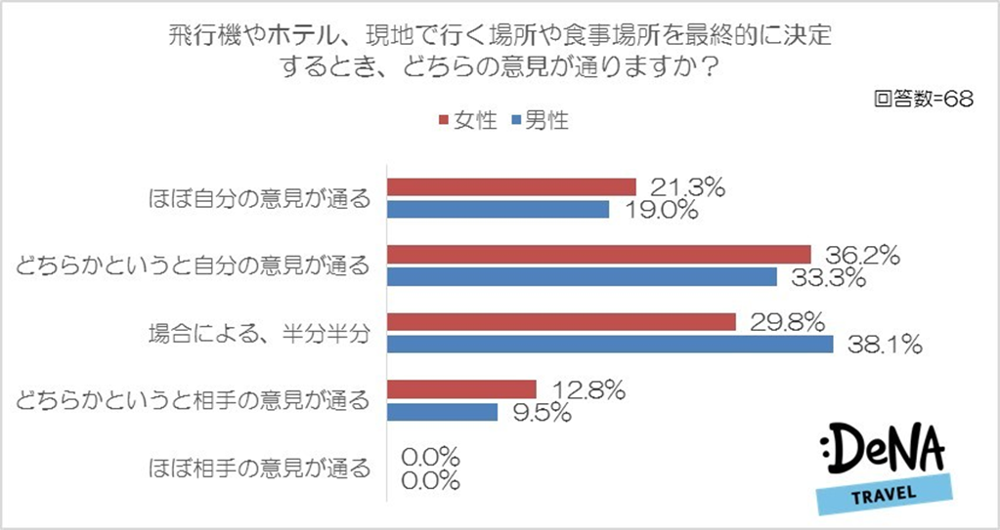 飛行機やホテル、現地で行く場所や食事場所を最終的に決定
するとき、どちらの意見が通りますか？
回答数=68
女性 男性
ほぼ自分の意見が通る
21.3%
19.0%
どちらかというと自分の意見が通る
36.2%
33.3%
場合による、半分半分
29.8%
38.1%
どちらかというと相手の意見が通る
12.8%
9.5%
ほぼ相手の意見が通る
0.0%
0.0%
:DeNA
TRAVEL